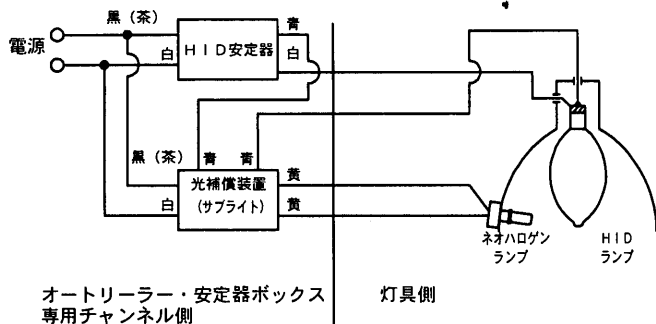 黒（茶）
青
電源
白
HID安定器
白
黒（茶）
青
青
白
光補償装置
（サブライト）
黄
黄
ネオハロゲン
ランプ
HID
ランプ
オートリーラー・安定器ボックス
専用チャンネル側
灯具側